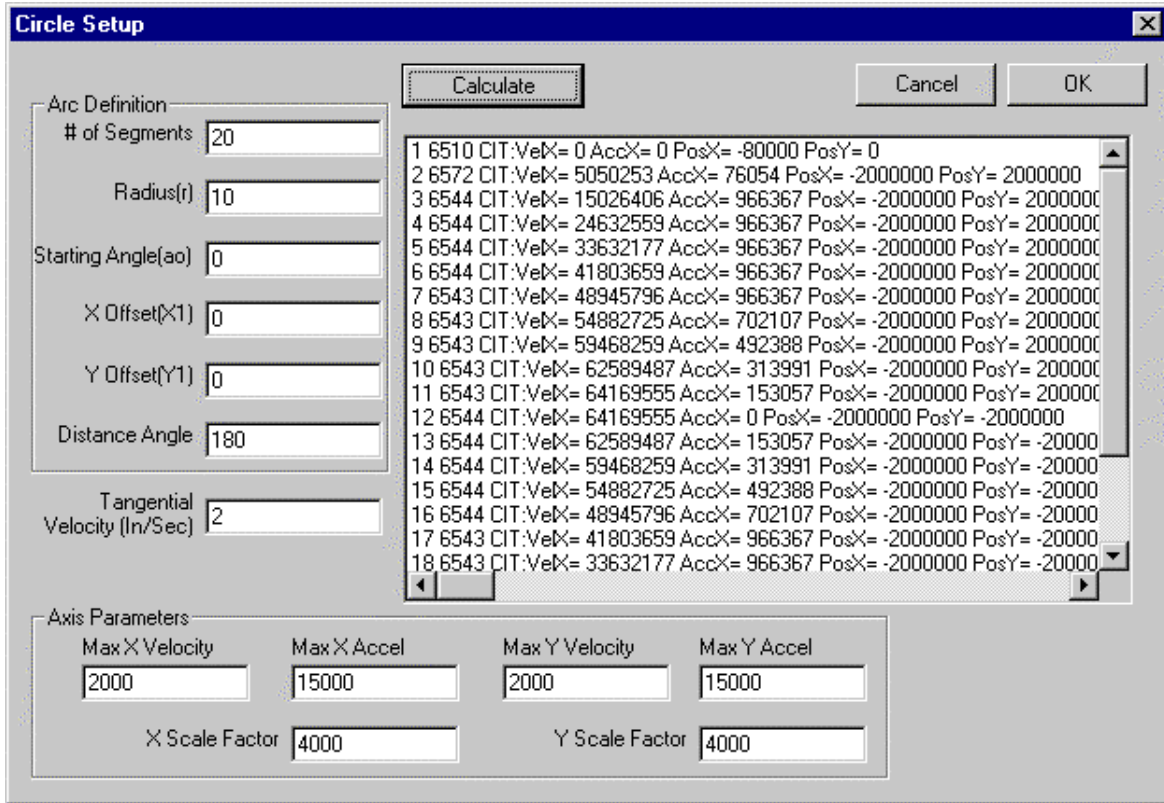 Circle Setup
Calculate
Cancel
OK
Arc Definition
# of Segments
20
Radius(r)
10
Starting Angle(ao)
0
X Offset(X1)
0
Y Offset(Y1)
0
Distance Angle
180
Tangential
Velocity (In/Sec)
2
1 6510 CIT:VelX= 0 AccX= 0 PosX= -80000 PosY= 0
2 6572 CIT:VelX= 5050253 AccX= 76054 PosX= -2000000 PosY= 2000000
3 6544 CIT:VelX= 15026406 AccX= 966367 PosX= -2000000 PosY= 2000000
4 6544 CIT:VelX= 24632559 AccX= 966367 PosX= -2000000 PosY= 2000000
5 6544 CIT:VelX= 33632177 AccX= 966367 PosX= -2000000 PosY= 2000000
6 6544 CIT:VelX= 41803659 AccX= 966367 PosX= -2000000 PosY= 2000000
7 6543 CIT:VelX= 48945796 AccX= 966367 PosX= -2000000 PosY= 2000000
8 6543 CIT:VelX= 54882725 AccX= 702107 PosX= -2000000 PosY= 2000000
9 6543 CIT:VelX= 59468259 AccX= 492388 PosX= -2000000 PosY= 2000000
10 6543 CIT:VelX= 62589487 AccX= 313991 PosX= -2000000 PosY= 200000
11 6543 CIT:VelX= 64169555 AccX= 153057 PosX= -2000000 PosY= 200000
12 6544 CIT:VelX= 64169555 AccX= 0 PosX= -2000000 PosY= -2000000
13 6544 CIT:VelX= 62589487 AccX= 153057 PosX= -2000000 PosY= -20000
14 6544 CIT:VelX= 59468259 AccX= 313991 PosX= -2000000 PosY= -20000
15 6544 CIT:VelX= 54882725 AccX= 492388 PosX= -2000000 PosY= -20000
16 6544 CIT:VelX= 48945796 AccX= 702107 PosX= -2000000 PosY= -20000
17 6543 CIT:VelX= 41803659 AccX= 966367 PosX= -2000000 PosY= -20000
18 6543 CIT:VelX= 33632177 AccX= 966367 PosX= -2000000 PosY= -20000
Axis Parameters
Max X Velocity
Max X Accel
Max Y Velocity
Max Y Accel
2000
15000
2000
15000
X Scale Factor
4000
Y Scale Factor
4000